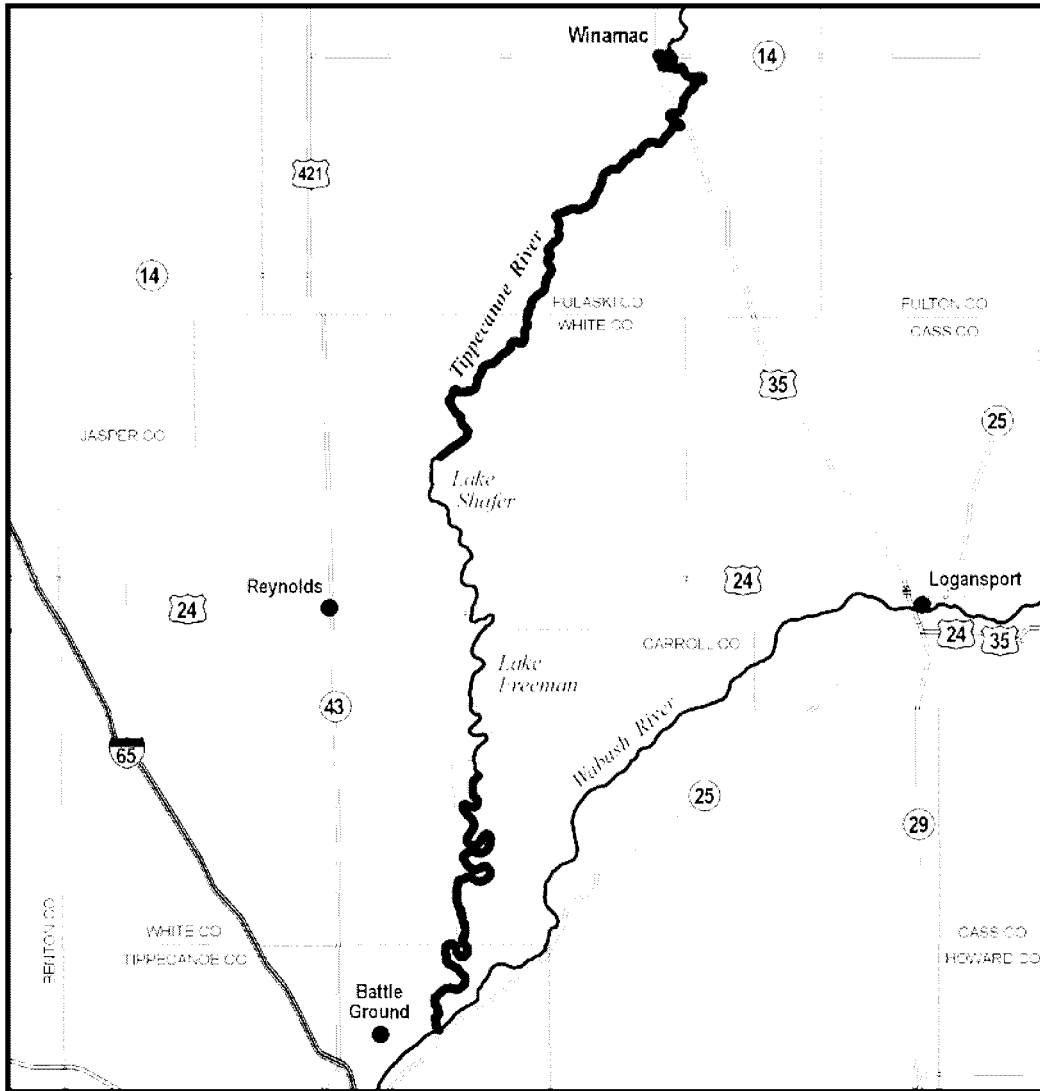 Winamac
14
421
14
Tippecanoe River
PULASKI CO
WHITE CO
FULTON CO
CASS CO
35
25
JASPER CO
Lake
Shafer
Reynolds
24
24
Logansport
24
35
CARROLL CO
Lake
Freeman
43
65
Wabash River
25
29
BENTON CO
WHITE CO
TIPPECANOE CO
CASS CO
HOWARD CO
Battle
Ground